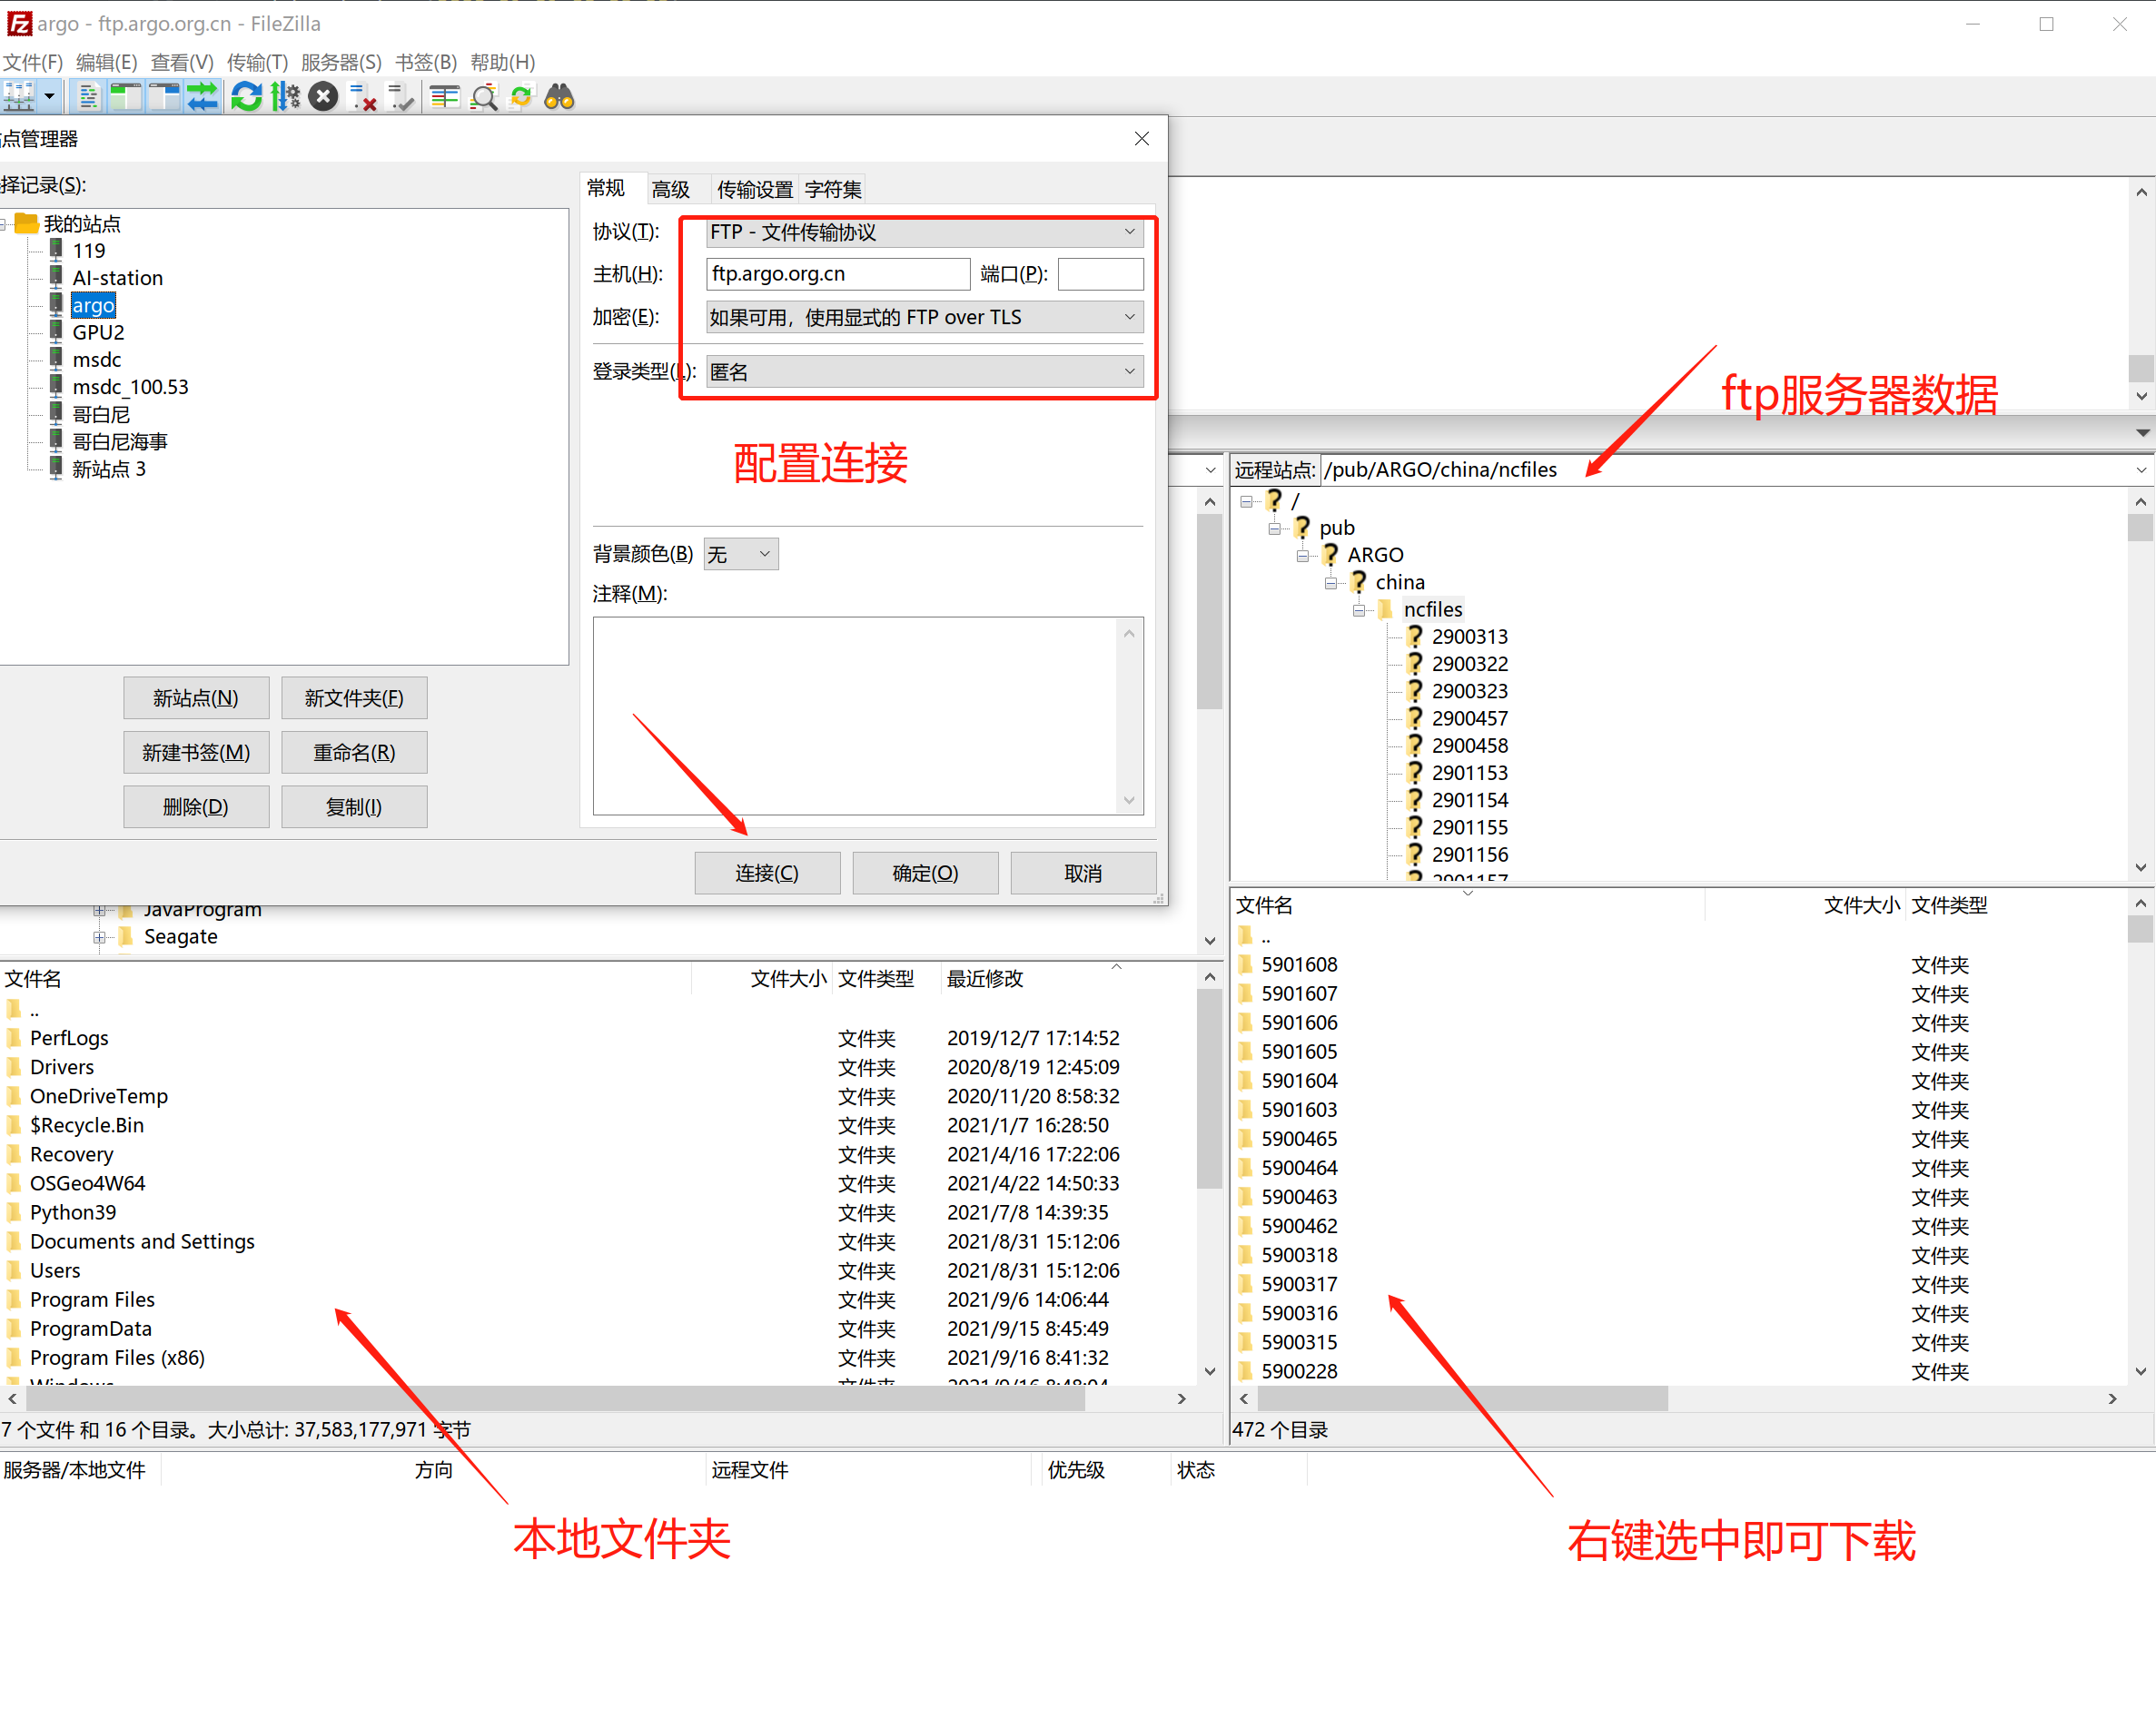 argo - ftp.argo.org.cn - FileZilla
文件(F) 编辑(E) 查看(V) 传输(T) 服务器(S) 书签(B) 帮助(H)
点管理器
择记录(S):
我的站点
119
AI-station
argo
GPU2
msdc
msdc_100.53
哥白尼
哥白尼海事
新站点 3
新站点(N) 新文件夹(F)
新建书签(M) 重命名(R)
删除(D) 复制(I)
常规 高级 传输设置 字符集
协议(T): FTP - 文件传输协议
主机(H): ftp.argo.org.cn 端口(P):
加密(E): 如果可用，使用显式的 FTP over TLS
登录类型(L): 匿名
配置连接
背景颜色(B) 无
注释(M):
连接(C) 确定(O) 取消
ftp服务器数据
远程站点: /pub/ARGO/china/ncfiles
/
pub
ARGO
china
ncfiles
2900313
2900322
2900323
2900457
2900458
2901153
2901154
2901155
2901156
2901157
JavaProgram
Seagate
文件名 文件大小 文件类型 最近修改
..
PerfLogs 文件夹 2019/12/7 17:14:52
Drivers 文件夹 2020/8/19 12:45:09
OneDriveTemp 文件夹 2020/11/20 8:58:32
$Recycle.Bin 文件夹 2021/1/7 16:28:50
Recovery 文件夹 2021/4/16 17:22:06
OSGeo4W64 文件夹 2021/4/22 14:50:33
Python39 文件夹 2021/7/8 14:39:35
Documents and Settings 文件夹 2021/8/31 15:12:06
Users 文件夹 2021/8/31 15:12:06
Program Files 文件夹 2021/9/6 14:06:44
ProgramData 文件夹 2021/9/15 8:45:49
Program Files (x86) 文件夹 2021/9/16 8:41:32
Windows 文件夹 2021/9/16 8:48:04
7 个文件 和 16 个目录。大小总计: 37,583,177,971 字节
文件名 文件大小 文件类型
..
5901608 文件夹
5901607 文件夹
5901606 文件夹
5901605 文件夹
5901604 文件夹
5901603 文件夹
5900465 文件夹
5900464 文件夹
5900463 文件夹
5900462 文件夹
5900318 文件夹
5900317 文件夹
5900316 文件夹
5900315 文件夹
5900228 文件夹
472 个目录
服务器/本地文件 方向 远程文件 优先级 状态
本地文件夹
右键选中即可下载